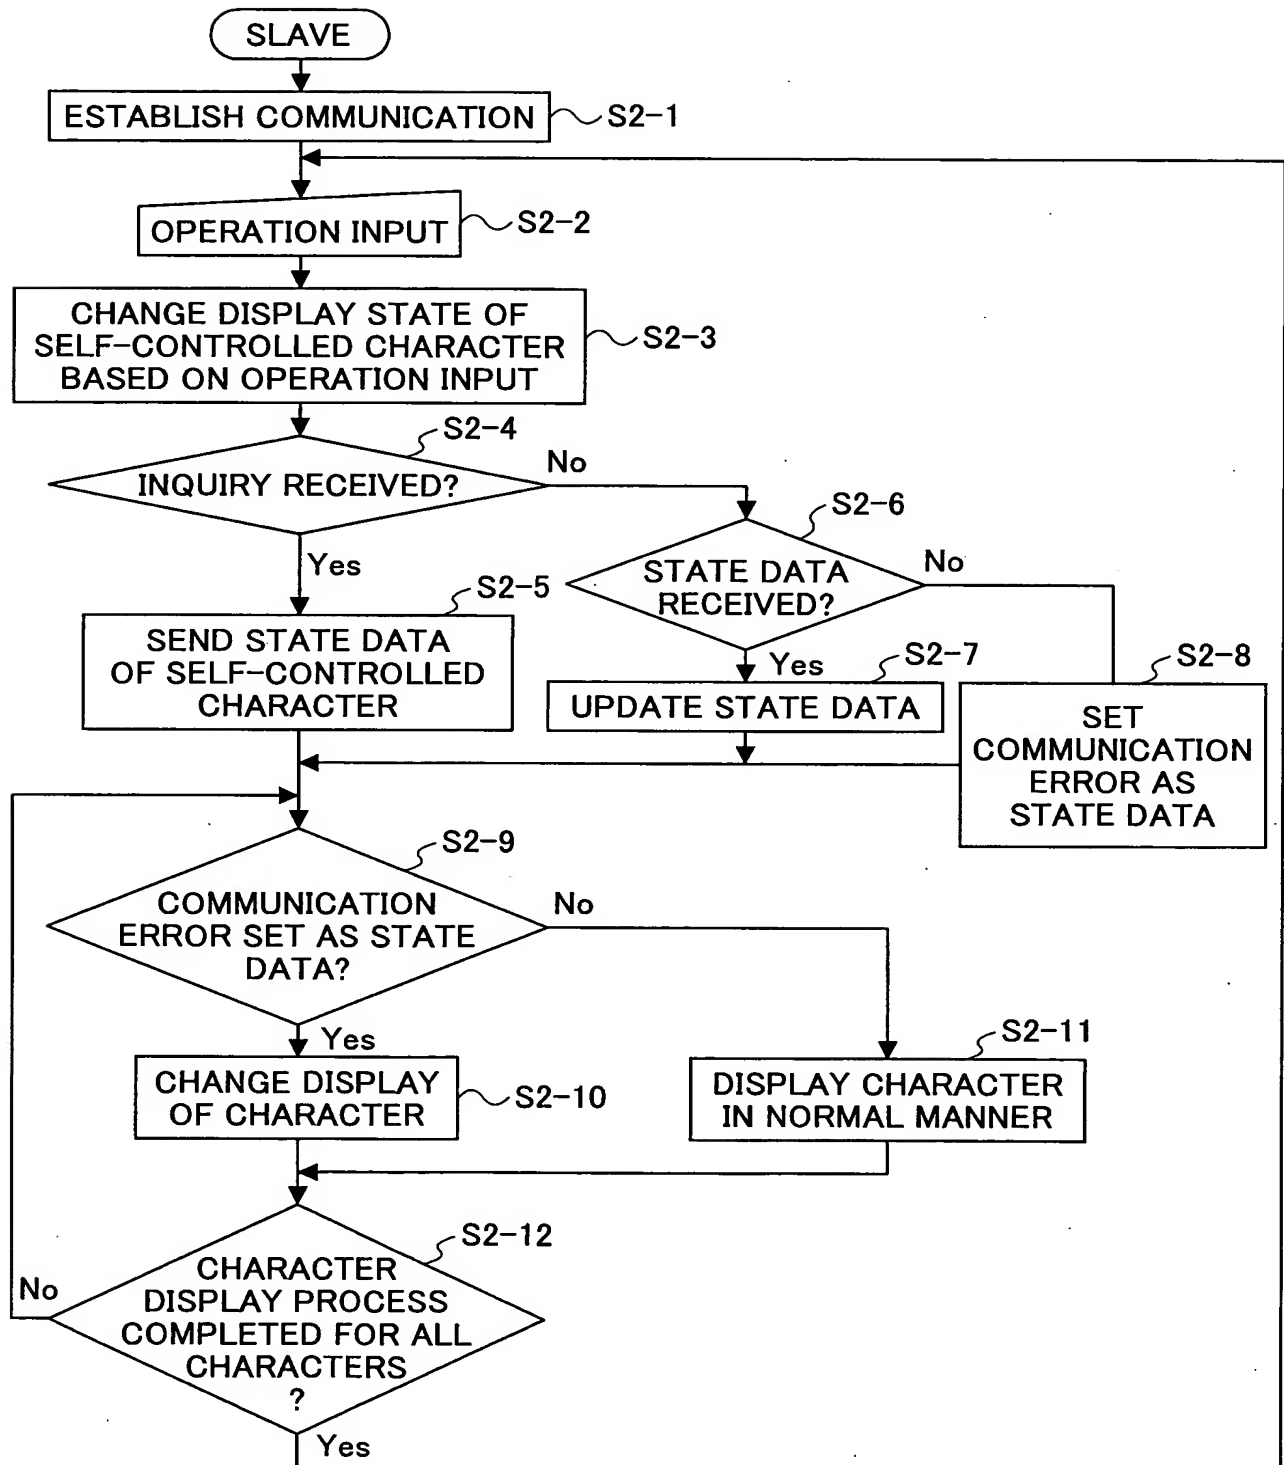 SLAVE
ESTABLISH COMMUNICATION
S2-1
OPERATION INPUT
S2-2
CHANGE DISPLAY STATE OF
SELF-CONTROLLED CHARACTER
BASED ON OPERATION INPUT
S2-3
S2-4
INQUIRY RECEIVED?
No
Yes
S2-6
STATE DATA
RECEIVED?
No
Yes
S2-5
SEND STATE DATA
OF SELF-CONTROLLED
CHARACTER
S2-7
UPDATE STATE DATA
S2-8
SET
COMMUNICATION
ERROR AS
STATE DATA
S2-9
COMMUNICATION
ERROR SET AS STATE
DATA?
No
Yes
CHANGE DISPLAY
OF CHARACTER
S2-10
S2-11
DISPLAY CHARACTER
IN NORMAL MANNER
S2-12
CHARACTER
DISPLAY PROCESS
COMPLETED FOR ALL
CHARACTERS
?
No
Yes